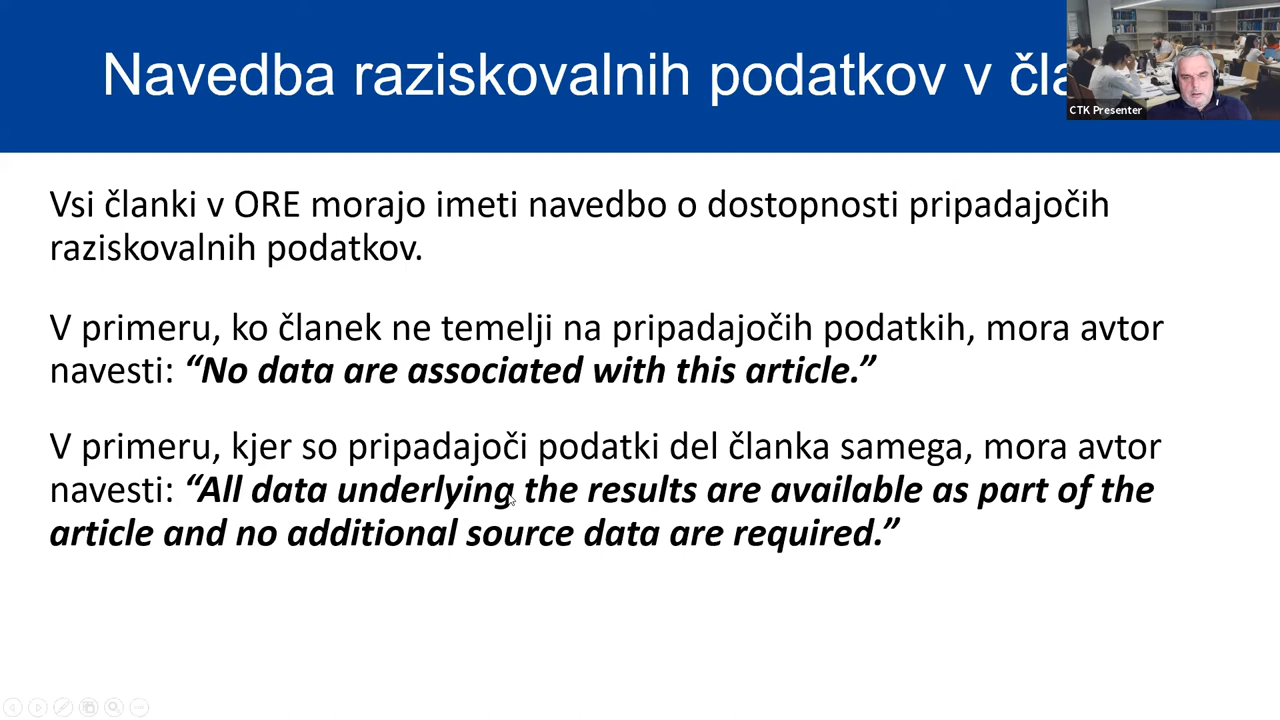 Navedba raziskovalnih podatkov v čla
CTK Presenter
Vsi članki v ORE morajo imeti navedbo o dostopnosti pripadajočih
raziskovalnih podatkov.
V primeru, ko članek ne temelji na pripadajočih podatkih, mora avtor
navesti: “No data are associated with this article.”
V primeru, kjer so pripadajoči podatki del članka samega, mora avtor
navesti: “All data underlying the results are available as part of the
article and no additional source data are required.”